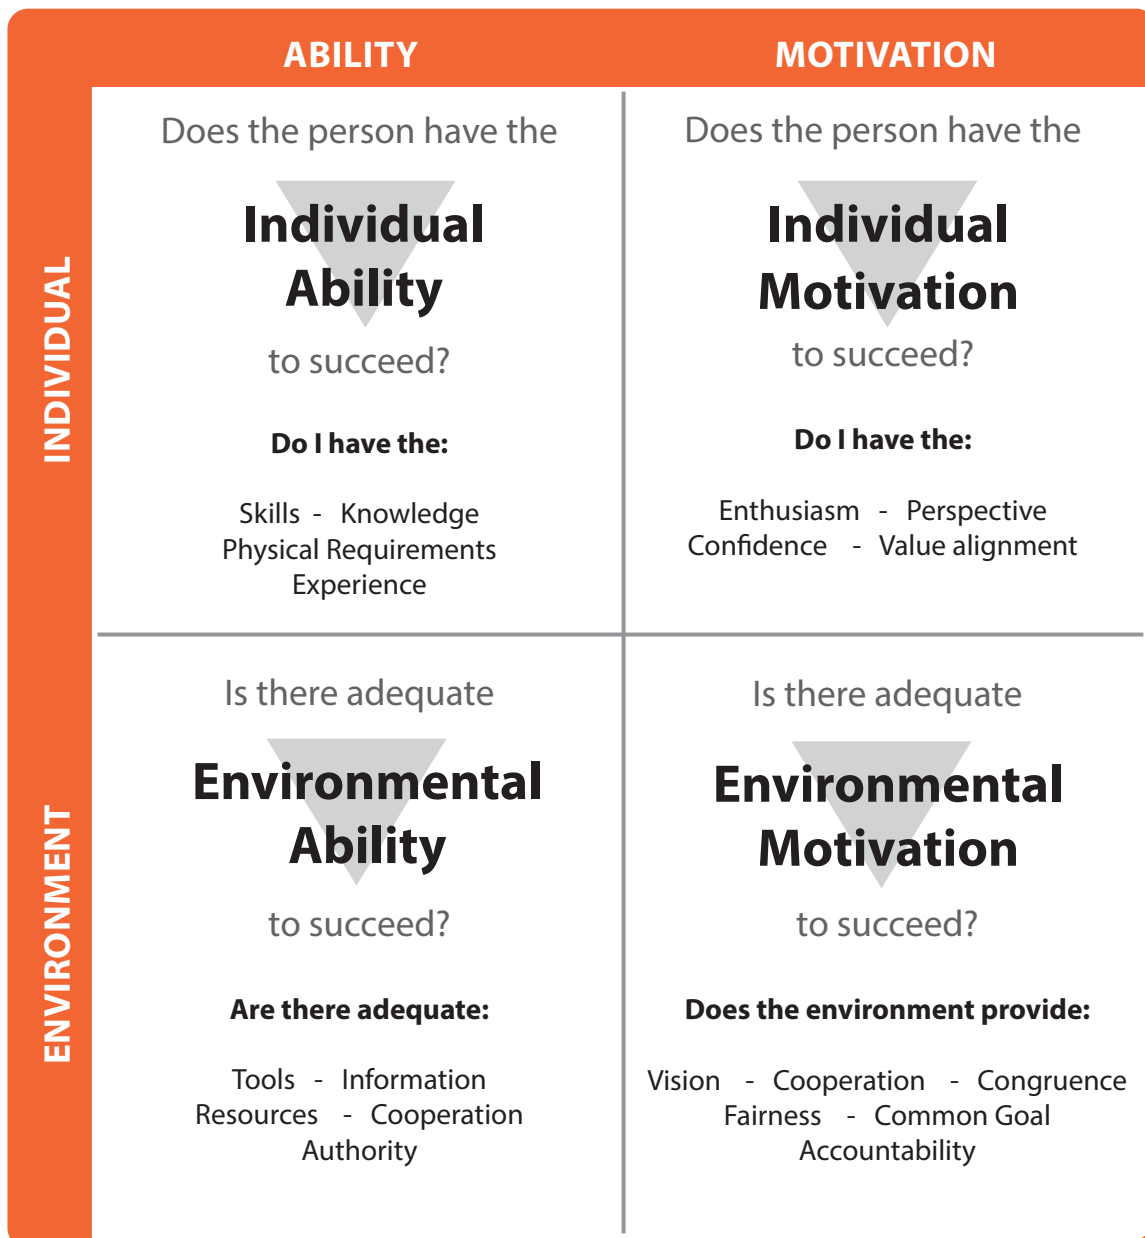 ABILITY
MOTIVATION
INDIVIDUAL
Does the person have the
Individual
Ability
to succeed?
Do I have the:
Skills - Knowledge
Physical Requirements
Experience
Does the person have the
Individual
Motivation
to succeed?
Do I have the:
Enthusiasm - Perspective
Confidence - Value alignment
ENVIRONMENT
Is there adequate
Environmental
Ability
to succeed?
Are there adequate:
Tools - Information
Resources - Cooperation
Authority
Is there adequate
Environmental
Motivation
to succeed?
Does the environment provide:
Vision - Cooperation - Congruence
Fairness - Common Goal
Accountability